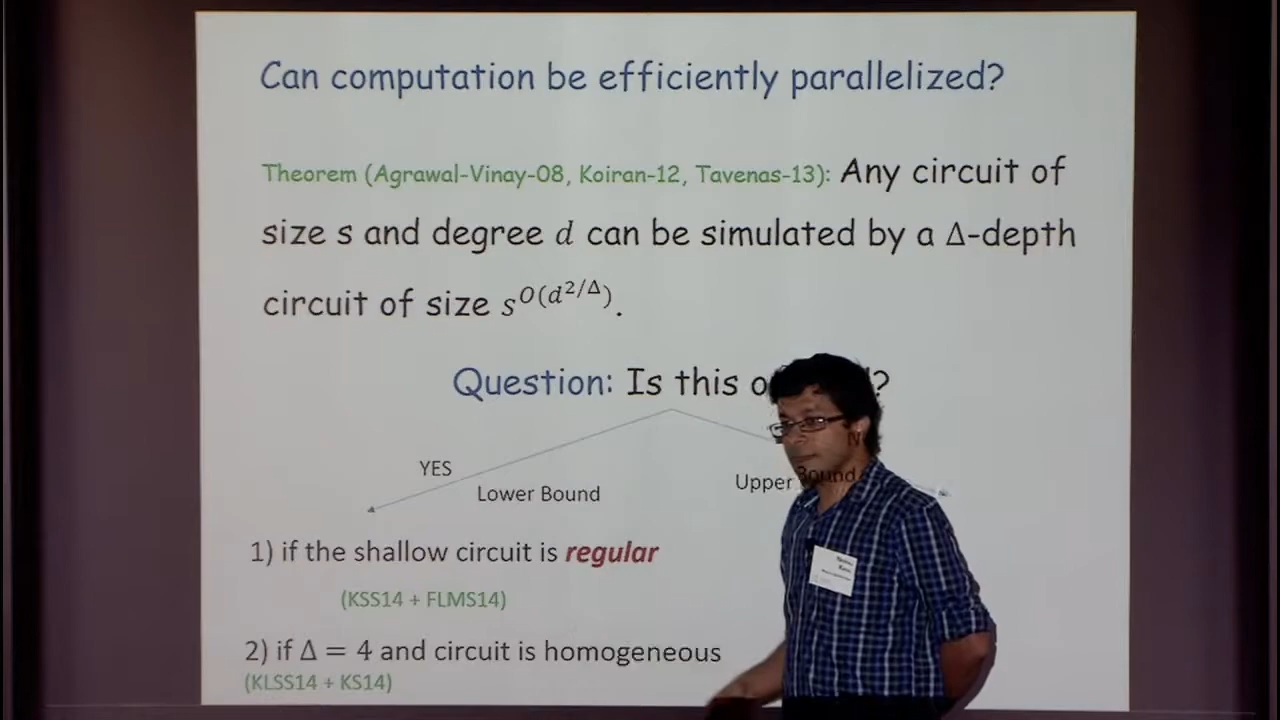 Can computation be efficiently parallelized?
Theorem (Agrawal-Vinay-08, Koiran-12, Tavenas-13): Any circuit of
size s and degree d can be simulated by a Δ-depth
circuit of size s^{O(d^{2/Δ})}.
Question: Is this ?
YES
Lower Bound
Upper Bound
1) if the shallow circuit is regular
(KSS14 + FLMS14)
2) if Δ = 4 and circuit is homogeneous
(KLSS14 + KS14)